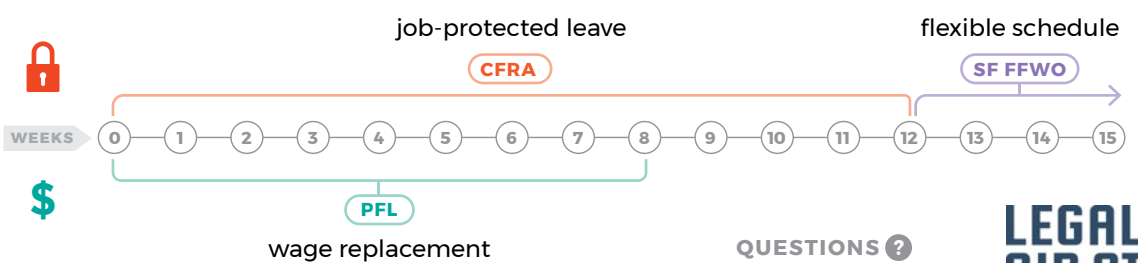 job-protected leave
flexible schedule
CFRA
SF FFWO
WEEKS 0 1 2 3 4 5 6 7 8 9 10 11 12 13 14 15
$
PFL
wage replacement
QUESTIONS ?
LEGAL